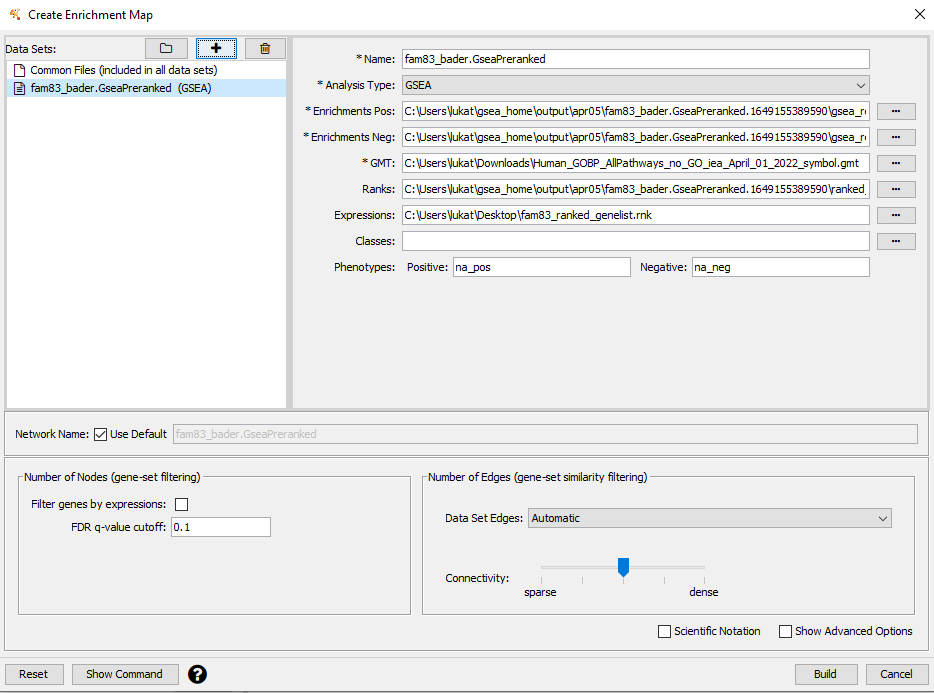 Create Enrichment Map
Data Sets:
Common Files (included in all data sets)
fam83_bader.GseaPreranked (GSEA)
* Name: fam83_bader.GseaPreranked
* Analysis Type: GSEA
* Enrichments Pos: C:\Users\lukat\gsea_home\output\apr05\fam83_bader.GseaPreranked.1649155389590\gsea_r
* Enrichments Neg: C:\Users\lukat\gsea_home\output\apr05\fam83_bader.GseaPreranked.1649155389590\gsea_r
* GMT: C:\Users\lukat\Downloads\Human_GOBP_AllPathways_no_GO_iea_April_01_2022_symbol.gmt
Ranks: C:\Users\lukat\gsea_home\output\apr05\fam83_bader.GseaPreranked.1649155389590\ranked_
Expressions: C:\Users\lukat\Desktop\fam83_ranked_genelist.rnk
Classes:
Phenotypes: Positive: na_pos Negative: na_neg
Network Name: Use Default fam83_bader.GseaPreranked
Number of Nodes (gene-set filtering)
Filter genes by expressions:
FDR q-value cutoff: 0.1
Number of Edges (gene-set similarity filtering)
Data Set Edges: Automatic
Connectivity:
sparse dense
Scientific Notation Show Advanced Options
Reset Show Command ? Build Cancel